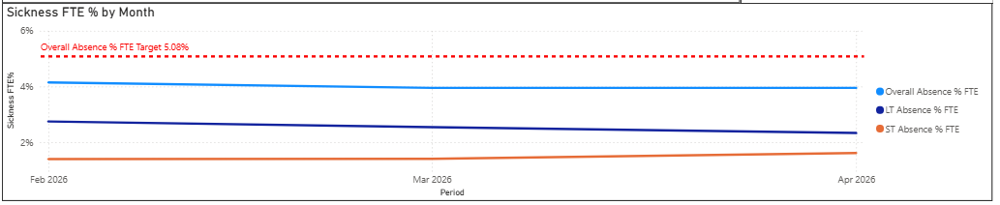 Sickness FTE % by Month
6%
Overall Absence % FTE Target 5.08%
4%
2%
Sickness FTE%
Overall Absence % FTE
LT Absence % FTE
ST Absence % FTE
Feb 2026
Mar 2026
Apr 2026
Period